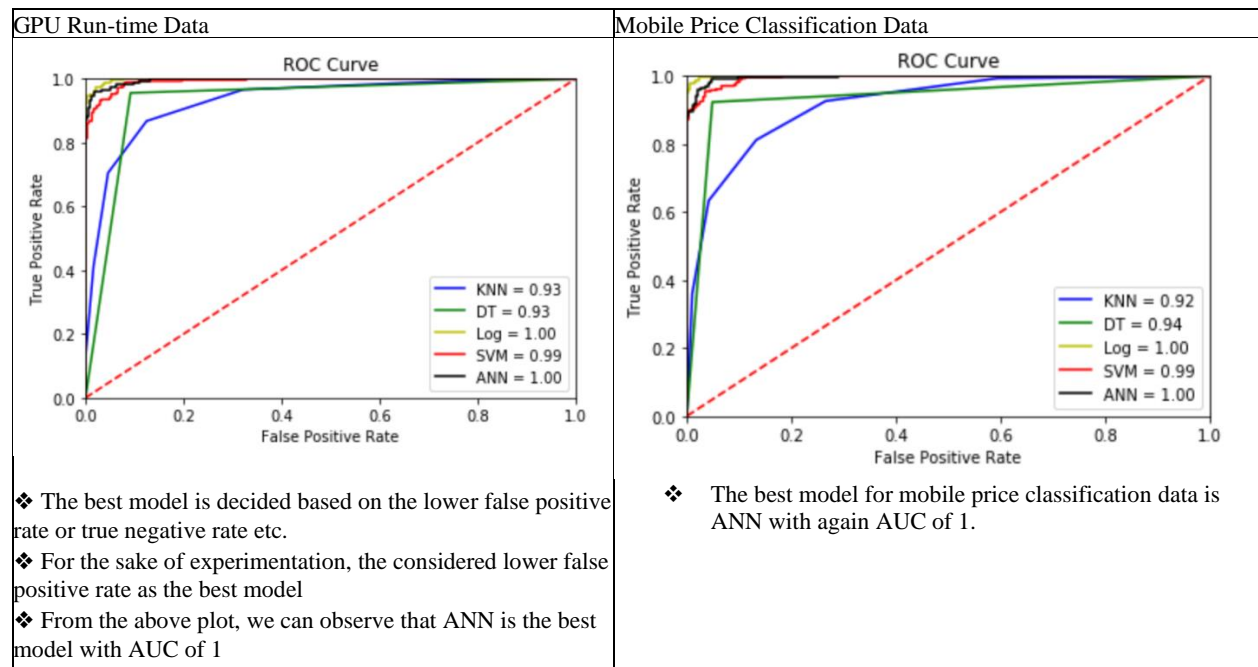 GPU Run-time Data
ROC Curve
True Positive Rate
1.0
0.8
0.6
0.4
0.2
0.0
KNN = 0.93
DT = 0.93
Log = 1.00
SVM = 0.99
ANN = 1.00
0.0 0.2 0.4 0.6 0.8 1.0
False Positive Rate
❖ The best model is decided based on the lower false positive
rate or true negative rate etc.
❖ For the sake of experimentation, the considered lower false
positive rate as the best model
❖ From the above plot, we can observe that ANN is the best
model with AUC of 1
Mobile Price Classification Data
ROC Curve
True Positive Rate
1.0
0.8
0.6
0.4
0.2
0.0
KNN = 0.92
DT = 0.94
Log = 1.00
SVM = 0.99
ANN = 1.00
0.0 0.2 0.4 0.6 0.8 1.0
False Positive Rate
❖ The best model for mobile price classification data is
ANN with again AUC of 1.